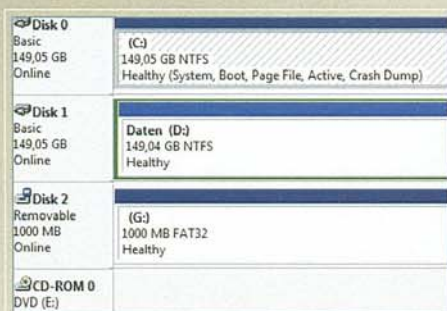 Disk 0
Basic
149,05 GB
Online
(C:)
149,05 GB NTFS
Healthy (System, Boot, Page File, Active, Crash Dump)
Disk 1
Basic
149,05 GB
Online
Daten (D:)
149,04 GB NTFS
Healthy
Disk 2
Removable
1000 MB
Online
(G:)
1000 MB FAT32
Healthy
CD-ROM 0
DVD (E:)